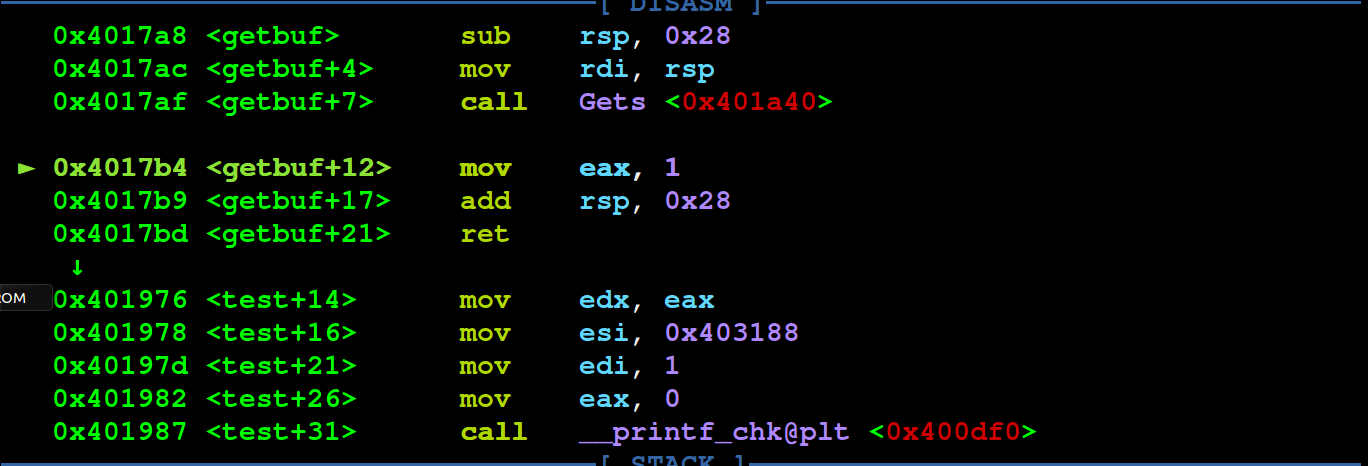 [ DISASM ]
0x4017a8 <getbuf> sub rsp, 0x28
0x4017ac <getbuf+4> mov rdi, rsp
0x4017af <getbuf+7> call Gets <0x401a40>
► 0x4017b4 <getbuf+12> mov eax, 1
0x4017b9 <getbuf+17> add rsp, 0x28
0x4017bd <getbuf+21> ret
↓
OM 0x401976 <test+14> mov edx, eax
0x401978 <test+16> mov esi, 0x403188
0x40197d <test+21> mov edi, 1
0x401982 <test+26> mov eax, 0
0x401987 <test+31> call __printf_chk@plt <0x400df0>
[ STACK ]